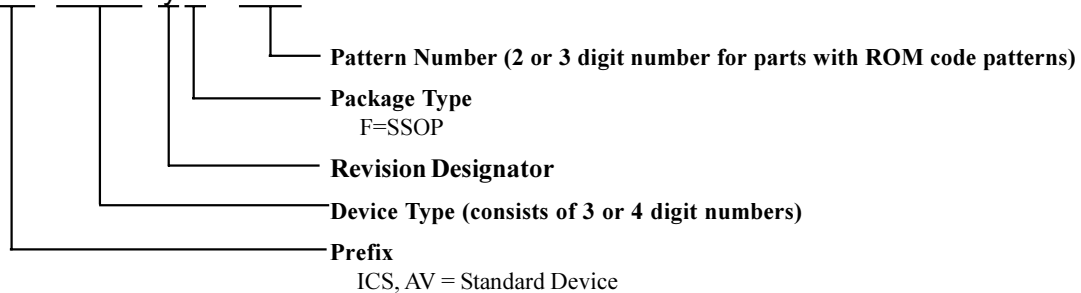 Pattern Number (2 or 3 digit number for parts with ROM code patterns)
Package Type
F=SSOP
Revision Designator
Device Type (consists of 3 or 4 digit numbers)
Prefix
ICS, AV = Standard Device